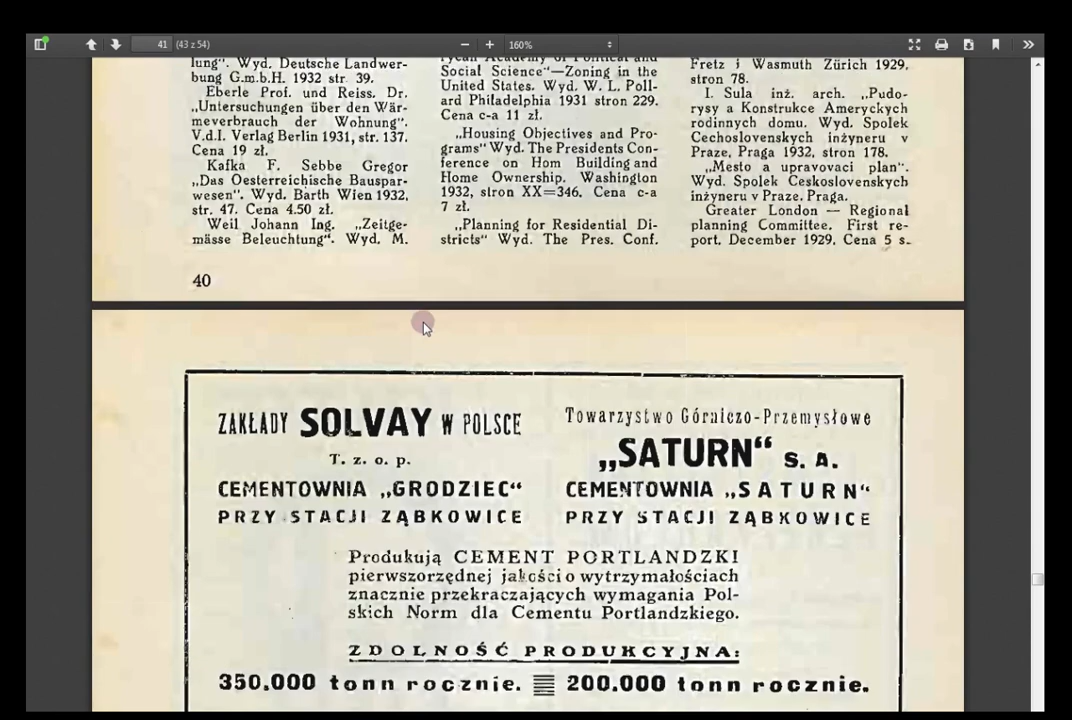 41 (43 z 54)
160%
lung". Wyd. Deutsche Landwer-
bung G.m.b.H. 1932 str. 39.
Eberle Prof. und Reiss. Dr.
„Untersuchungen über den Wär-
meverbrauch der Wohnung".
V.d.I. Verlag Berlin 1931, str. 137.
Cena 19 zł.
Kafka F. Sebbe Gregor
„Das Oesterreichische Bauspar-
wesen". Wyd. Barth Wien 1932,
str. 47. Cena 4.50 zł.
Weil Johann Ing. „Zeitge-
mässe Beleuchtung". Wyd. M.
40
rycan Academy of Political and
Social Science"—Zoning in the
United States. Wyd. W. L. Poll-
ard Philadelphia 1931 stron 229.
Cena c-a 11 zł.
„Housing Objectives and Pro-
grams" Wyd. The Presidents Con-
ference on Hom Building and
Home Ownership. Washington
1932, stron XX=346. Cena c-a
7 zł.
„Planning for Residential Di-
stricts" Wyd. The Pres. Conf.
Fretz i Wasmuth Zürich 1929.
stron 78.
I. Sula inż. arch. „Pudo-
rysy a Konstrukce Ameryckych
rodinnych domu. Wyd. Spolek
Cechoslovenskych inżyneru v
Praze, Praga 1932, stron 178.
„Mesto a upravovaci plan".
Wyd. Spolek Ceskoslovenskych
inżyneru v Praze. Praga.
Greater London — Regional
planning Committee. First re-
port. December 1929. Cena 5 s.
ZAKŁADY SOLVAY W POLSCE
T. z. o. p.
CEMENTOWNIA „GRODZIEC"
PRZY STACJI ZĄBKOWICE
Towarzystwo Górniczo-Przemysłowe
„SATURN" S. A.
CEMENTOWNIA „SATURN"
PRZY STACJI ZĄBKOWICE
Produkują CEMENT PORTLANDZKI
pierwszorzędnej jakości o wytrzymałościach
znacznie przekraczających wymagania Pol-
skich Norm dla Cementu Portlandzkiego.
ZDOLNOŚĆ PRODUKCYJNA:
350.000 tonn rocznie. 200.000 tonn rocznie.